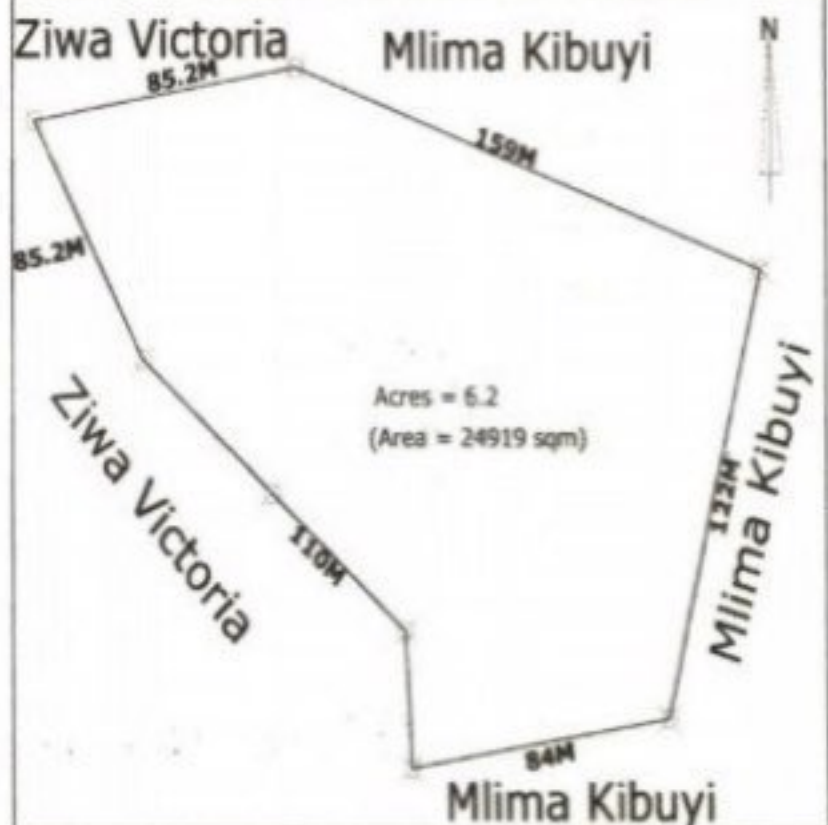 Ziwa Victoria
Mlima Kibuyi
N
85.2M
159M
85.2M
Acres = 6.2
(Area = 24919 sqm)
Ziwa Victoria
110M
122M
Mlima Kibuyi
84M
Mlima Kibuyi